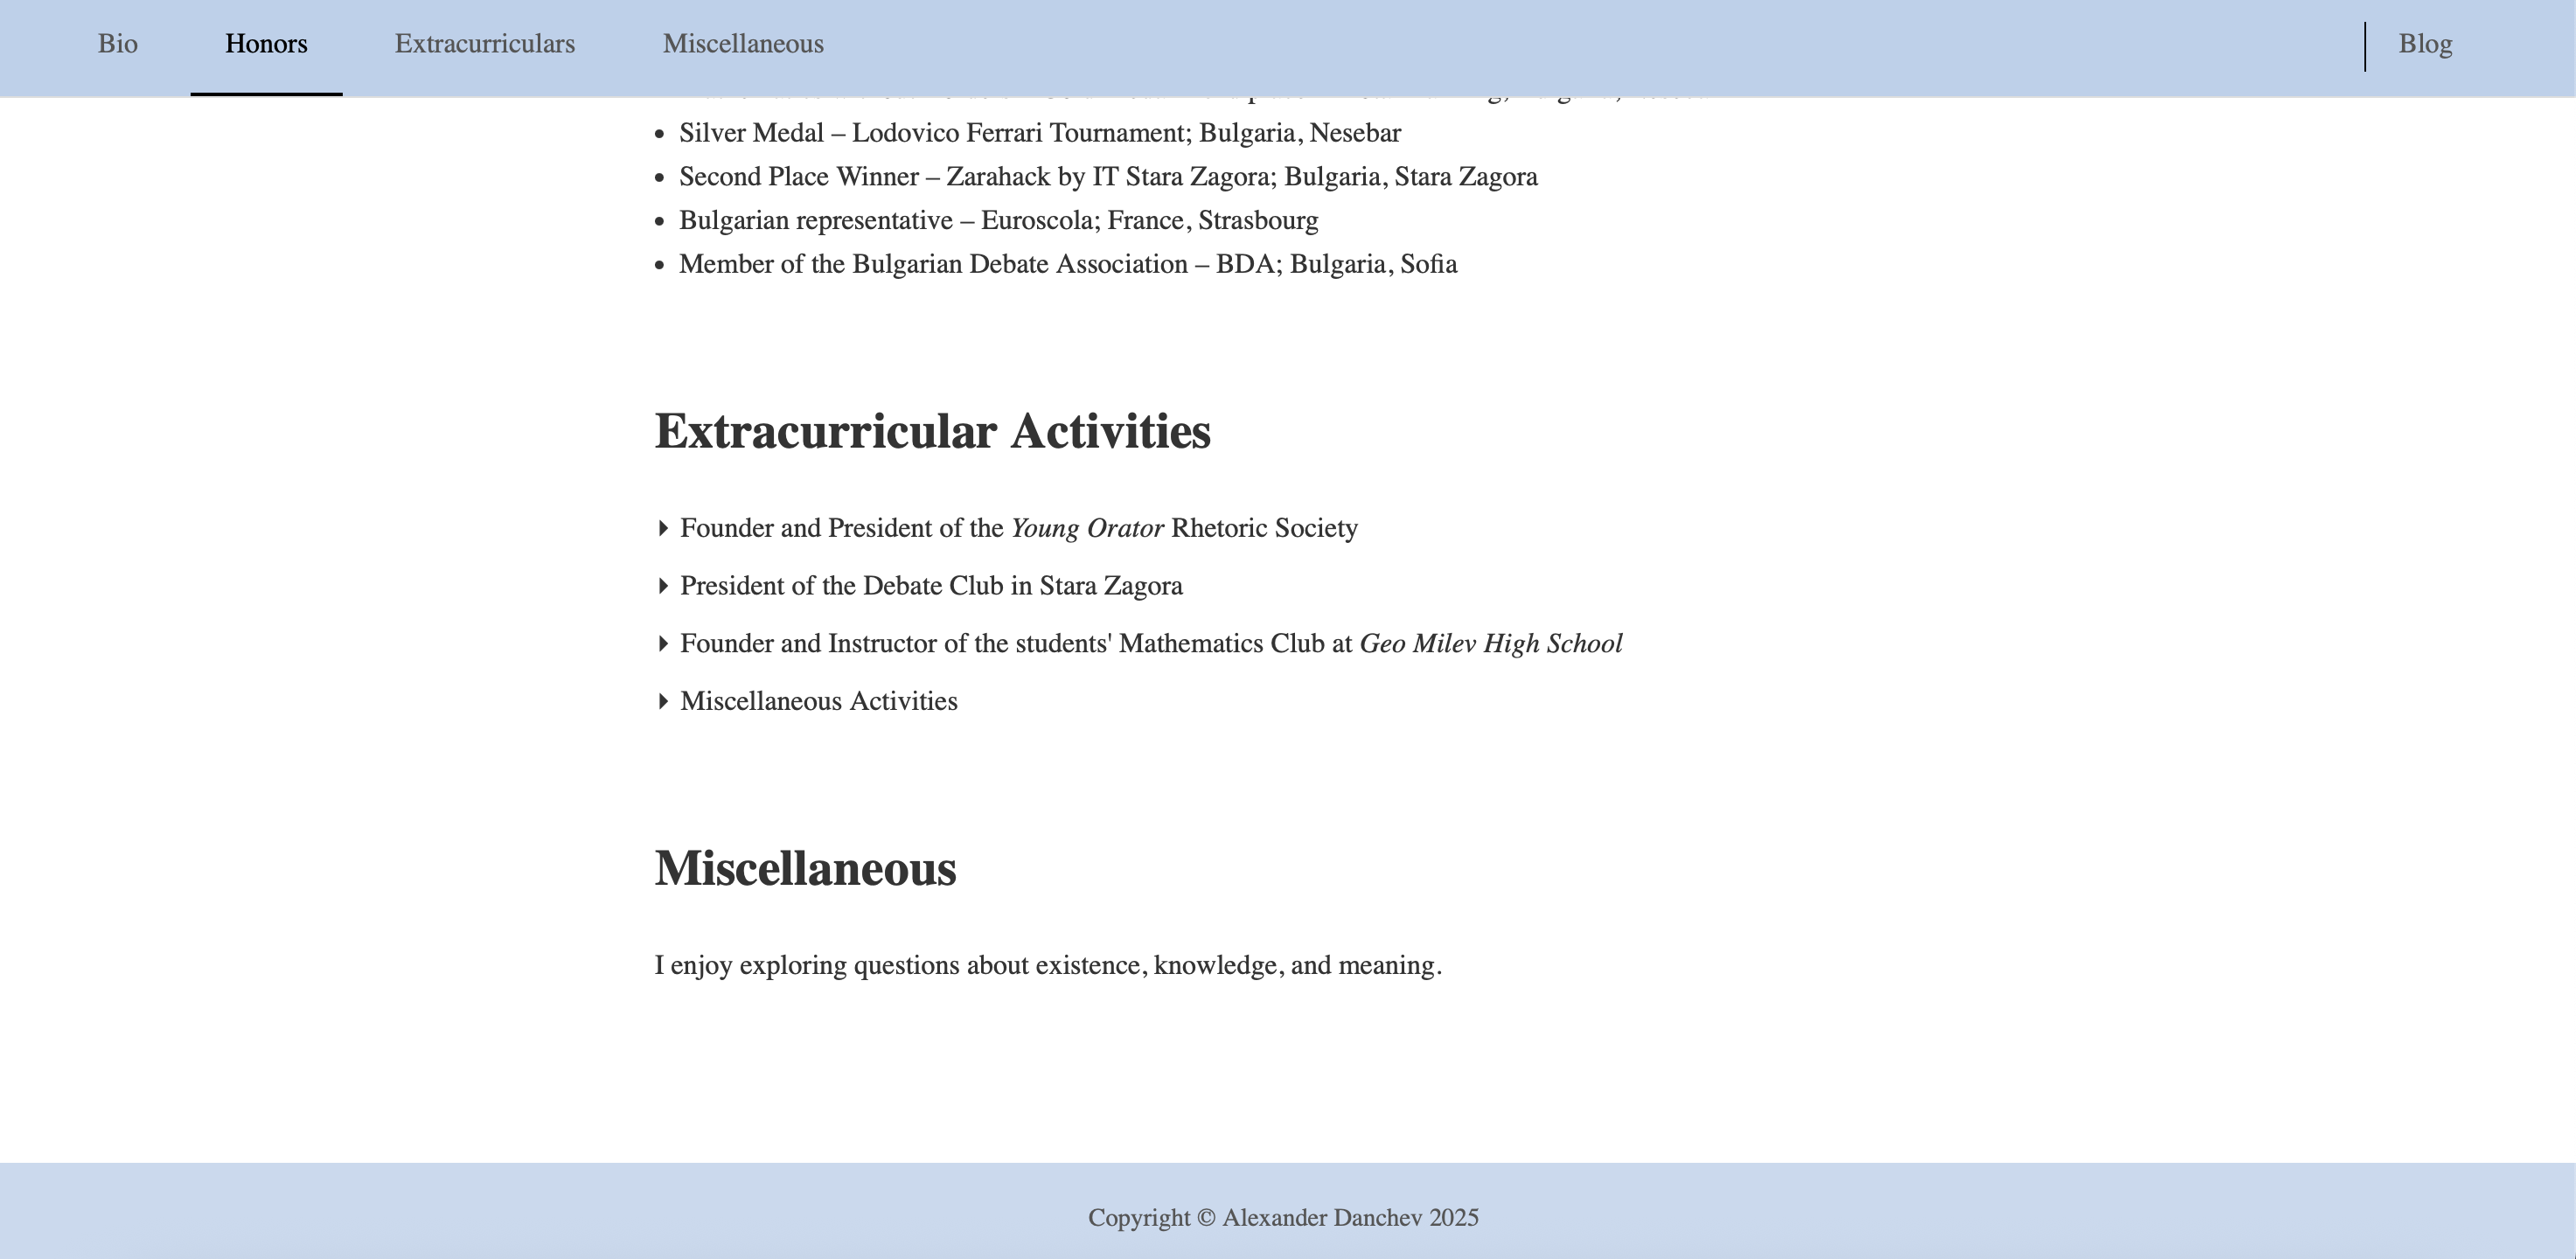 Bio Honors Extracurriculars Miscellaneous Blog
Silver Medal – Lodovico Ferrari Tournament; Bulgaria, Nesebar
Second Place Winner – Zarahack by IT Stara Zagora; Bulgaria, Stara Zagora
Bulgarian representative – Euroscola; France, Strasbourg
Member of the Bulgarian Debate Association – BDA; Bulgaria, Sofia
Extracurricular Activities
Founder and President of the Young Orator Rhetoric Society
President of the Debate Club in Stara Zagora
Founder and Instructor of the students' Mathematics Club at Geo Milev High School
Miscellaneous Activities
Miscellaneous
I enjoy exploring questions about existence, knowledge, and meaning.
Copyright © Alexander Danchev 2025